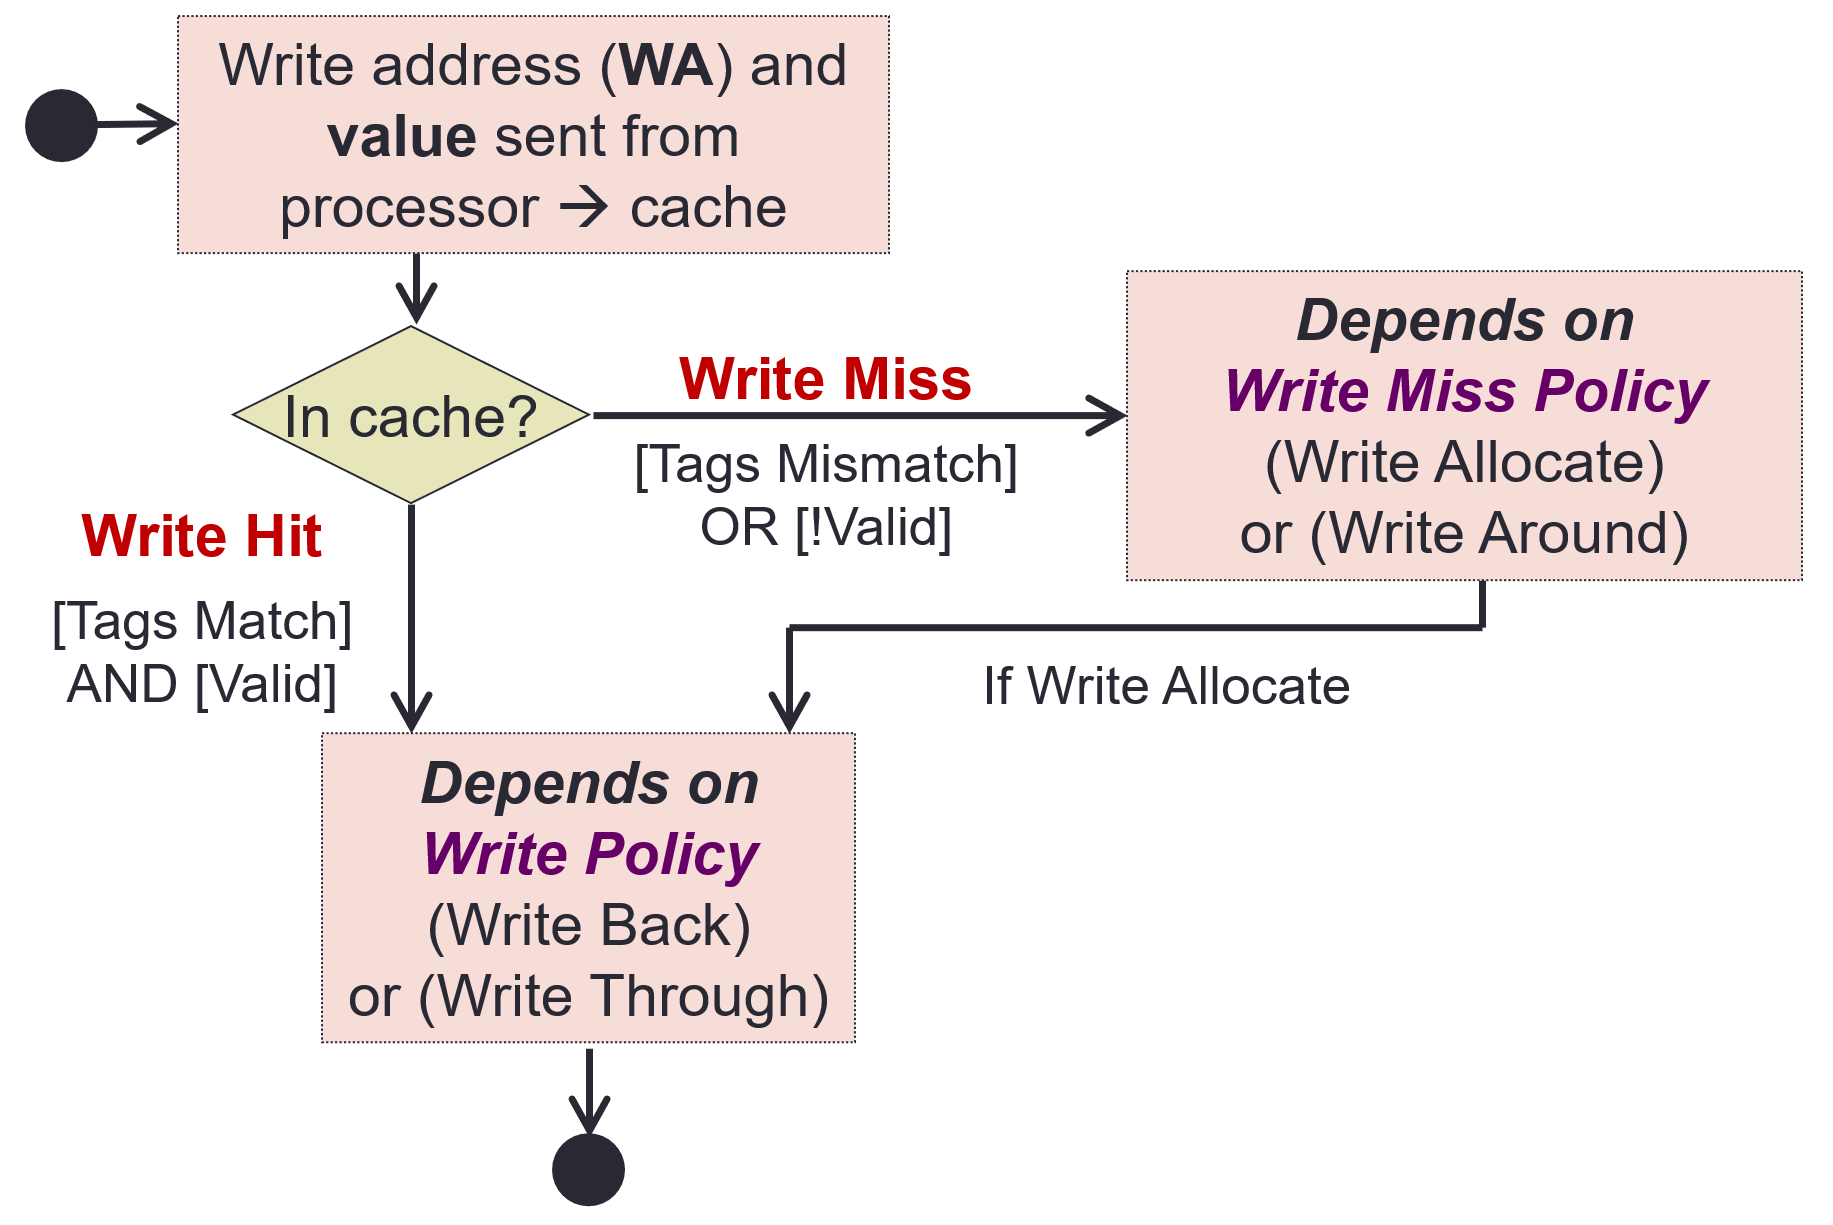 Write address (WA) and
value sent from
processor → cache
In cache?
Write Miss
[Tags Mismatch]
OR [!Valid]
Depends on
Write Miss Policy
(Write Allocate)
or (Write Around)
Write Hit
[Tags Match]
AND [Valid]
If Write Allocate
Depends on
Write Policy
(Write Back)
or (Write Through)